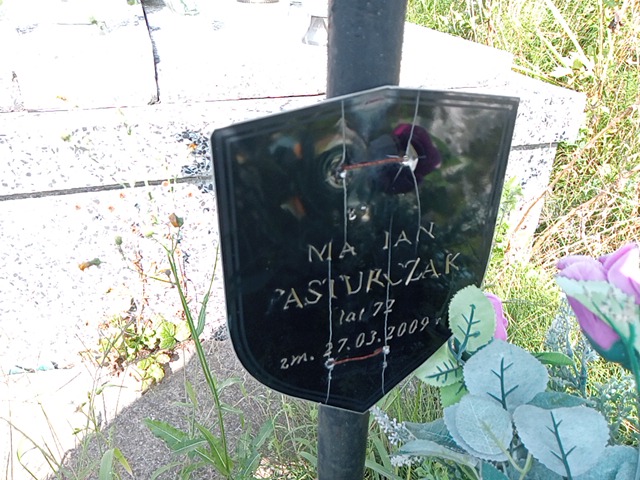 MA IAN
PASTURCZAK
lat 72
zm. 27.03.2009 r.